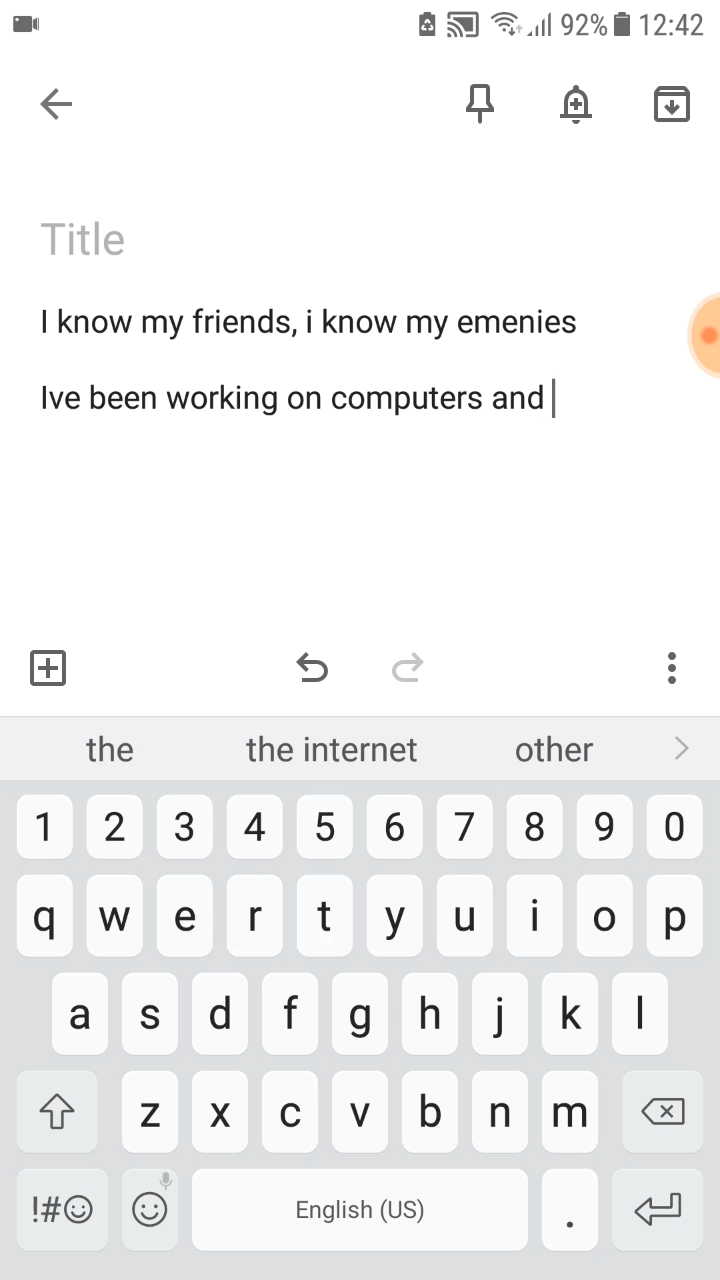 92% 12:42
Title
I know my friends, i know my emenies
Ive been working on computers and
the the internet other
1 2 3 4 5 6 7 8 9 0
q w e r t y u i o p
a s d f g h j k l
z x c v b n m
!#☺ English (US) .